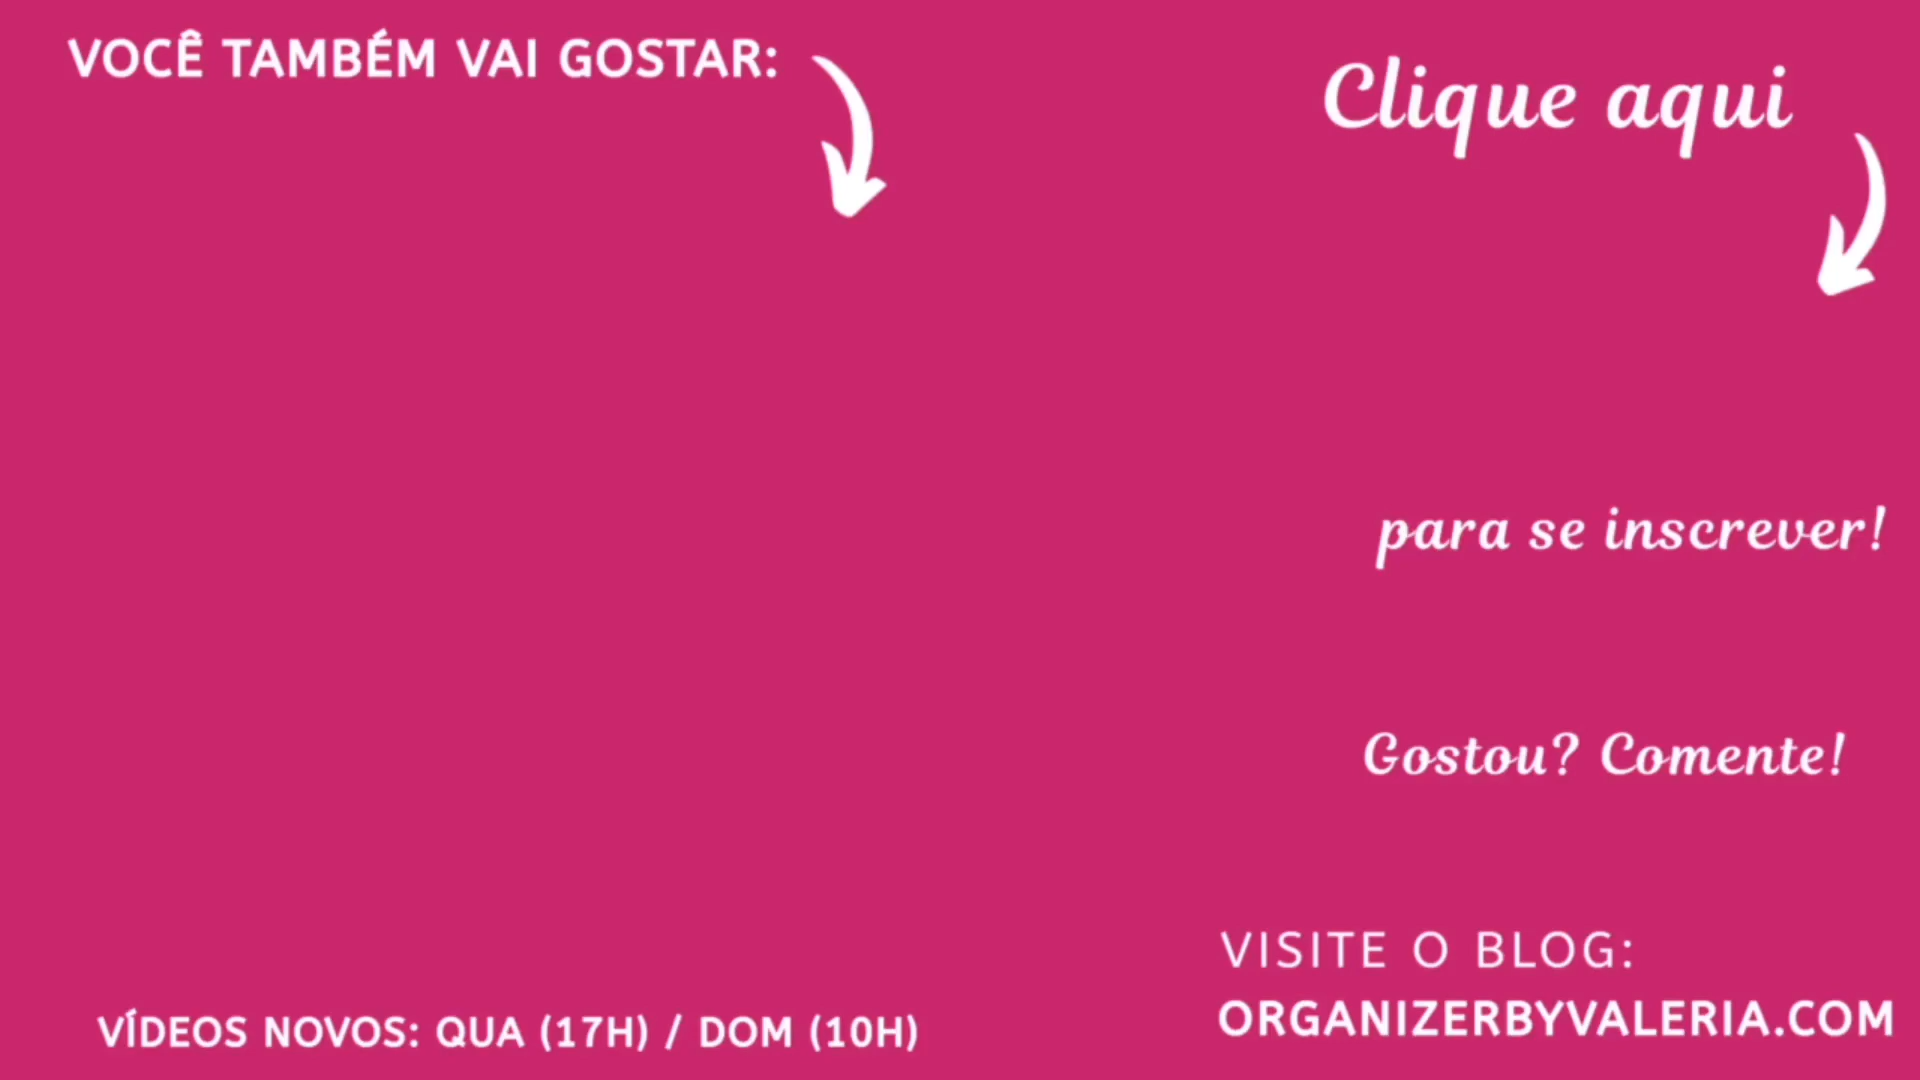 VOCÊ TAMBÉM VAI GOSTAR:
Clique aqui
para se inscrever!
Gostou? Comente!
VISITE O BLOG:
ORGANIZERBYVALERIA.COM
VÍDEOS NOVOS: QUA (17H) / DOM (10H)